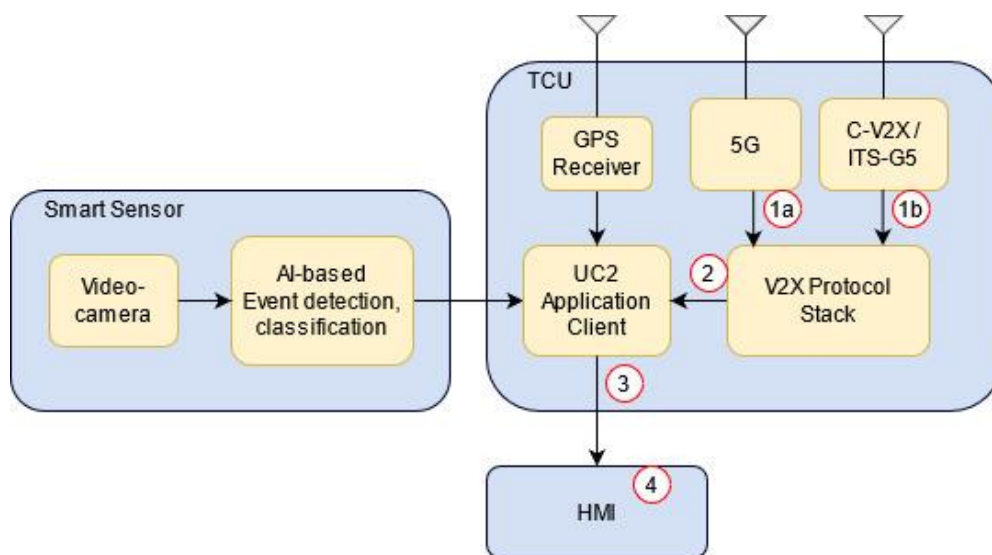 TCU
GPS
Receiver
5G
C-V2X /
ITS-G5
1a
1b
Smart Sensor
Video-
camera
AI-based
Event detection,
classification
UC2
Application
Client
2
V2X Protocol
Stack
3
4
HMI